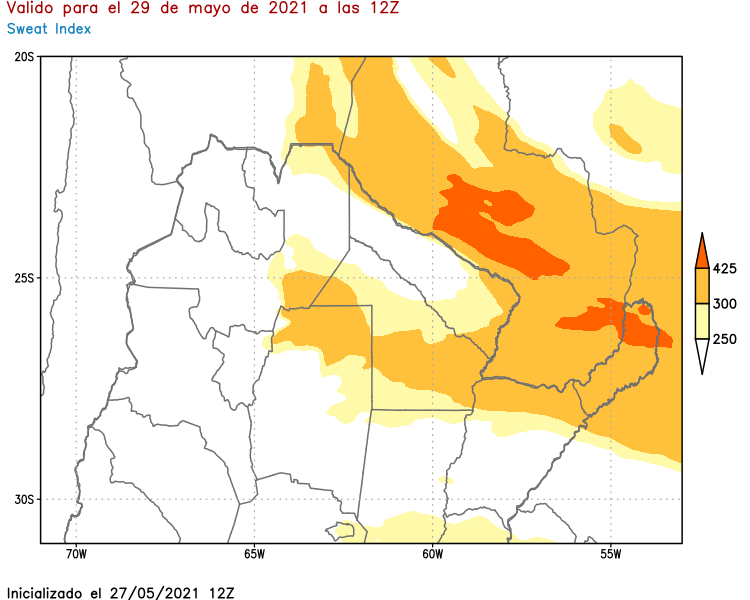 Valido para el 29 de mayo de 2021 a las 12Z
Sweat Index
20S
25S
30S
70W
65W
60W
55W
425
300
250
Inicializado el 27/05/2021 12Z